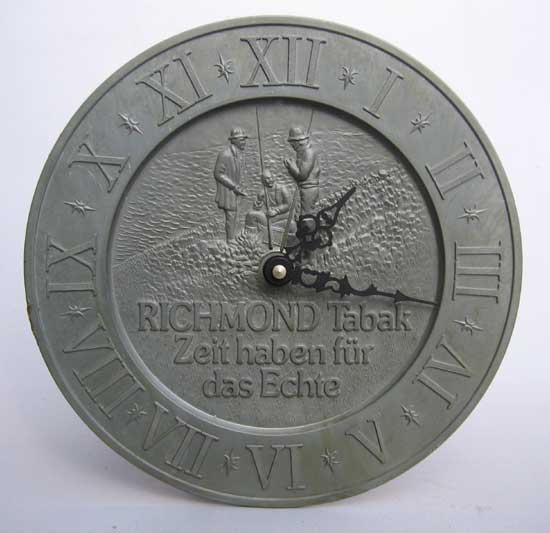 XII
I
II
III
IV
V
VI
VII
VIII
IX
X
XI
RICHMOND Tabak
Zeit haben für
das Echte